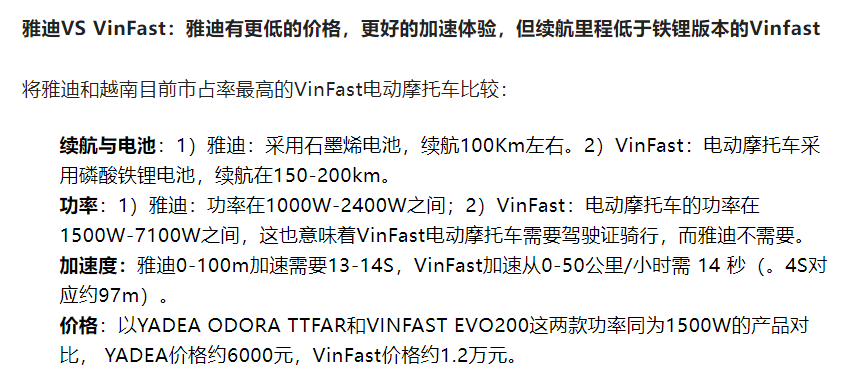 雅迪VS VinFast：雅迪有更低的价格，更好的加速体验，但续航里程低于铁锂版本的Vinfast
将雅迪和越南目前市占率最高的VinFast电动摩托车比较：
续航与电池：1）雅迪：采用石墨烯电池，续航100Km左右。2）VinFast：电动摩托车采
用磷酸铁锂电池，续航在150-200km。
功率：1）雅迪：功率在1000W-2400W之间；2）VinFast：电动摩托车的功率在
1500W-7100W之间，这也意味着VinFast电动摩托车需要驾驶证骑行，而雅迪不需要。
加速度：雅迪0-100m加速需要13-14S，VinFast加速从0-50公里/小时需 14 秒（。4S对
应约97m）。
价格：以YADEA ODORA TTFAR和VINFAST EVO200这两款功率同为1500W的产品对
比， YADEA价格约6000元，VinFast价格约1.2万元。